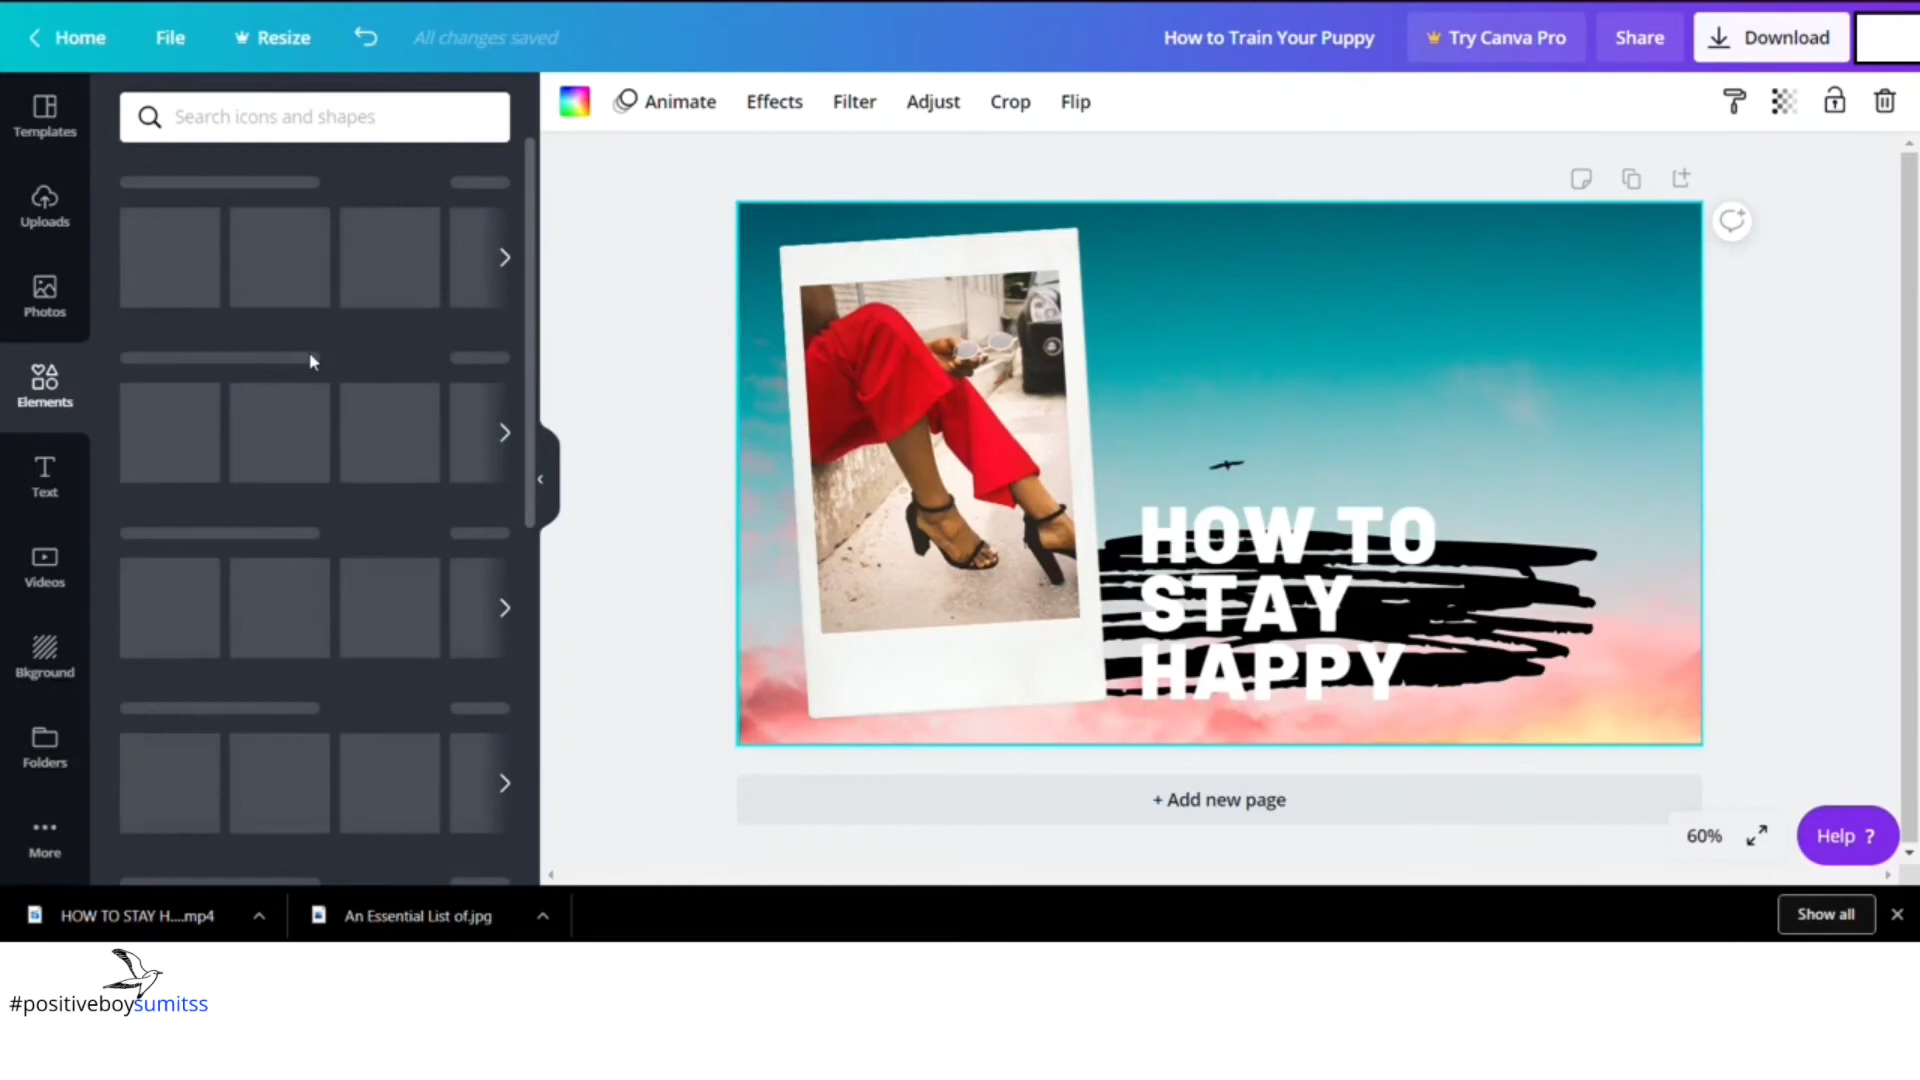 Home File Resize All changes saved How to Train Your Puppy Try Canva Pro Share Download
Templates
Uploads
Photos
Elements
Text
Videos
Bkground
Folders
More
Search icons and shapes
Animate Effects Filter Adjust Crop Flip
HOW TO
STAY
HAPPY
+ Add new page
60%
Help ?
HOW TO STAY H....mp4 An Essential List of.jpg Show all
#positiveboysumitss